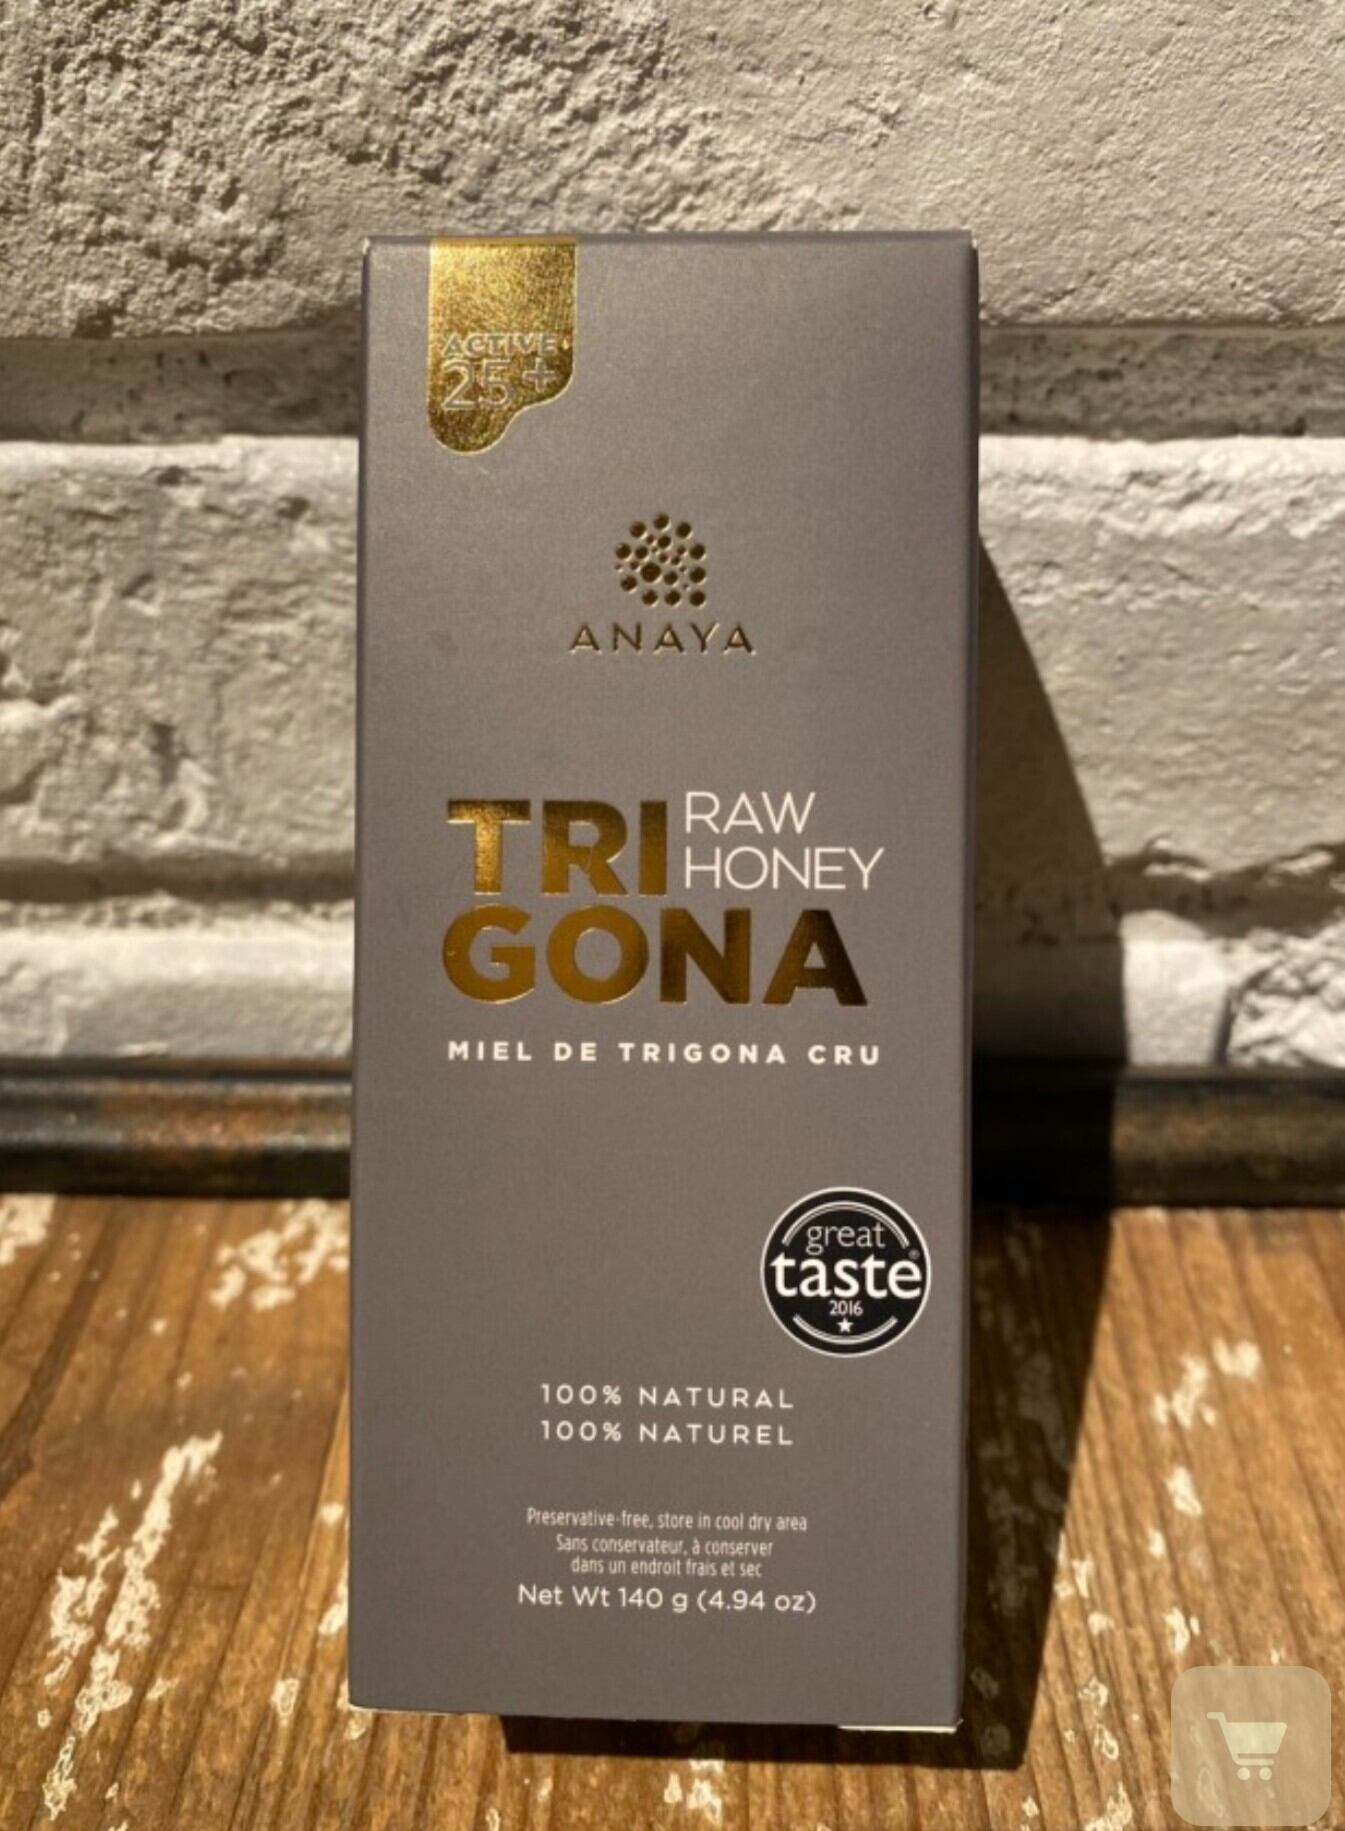 ACTIVE
25+
ANAYA
TRI
RAW
HONEY
GONA
MIEL DE TRIGONA CRU
great
taste®
2016
100% NATURAL
100% NATUREL
Preservative-free, store in cool dry area
Sans conservateur, à conserver
dans un endroit frais et sec
Net Wt 140 g (4.94 oz)